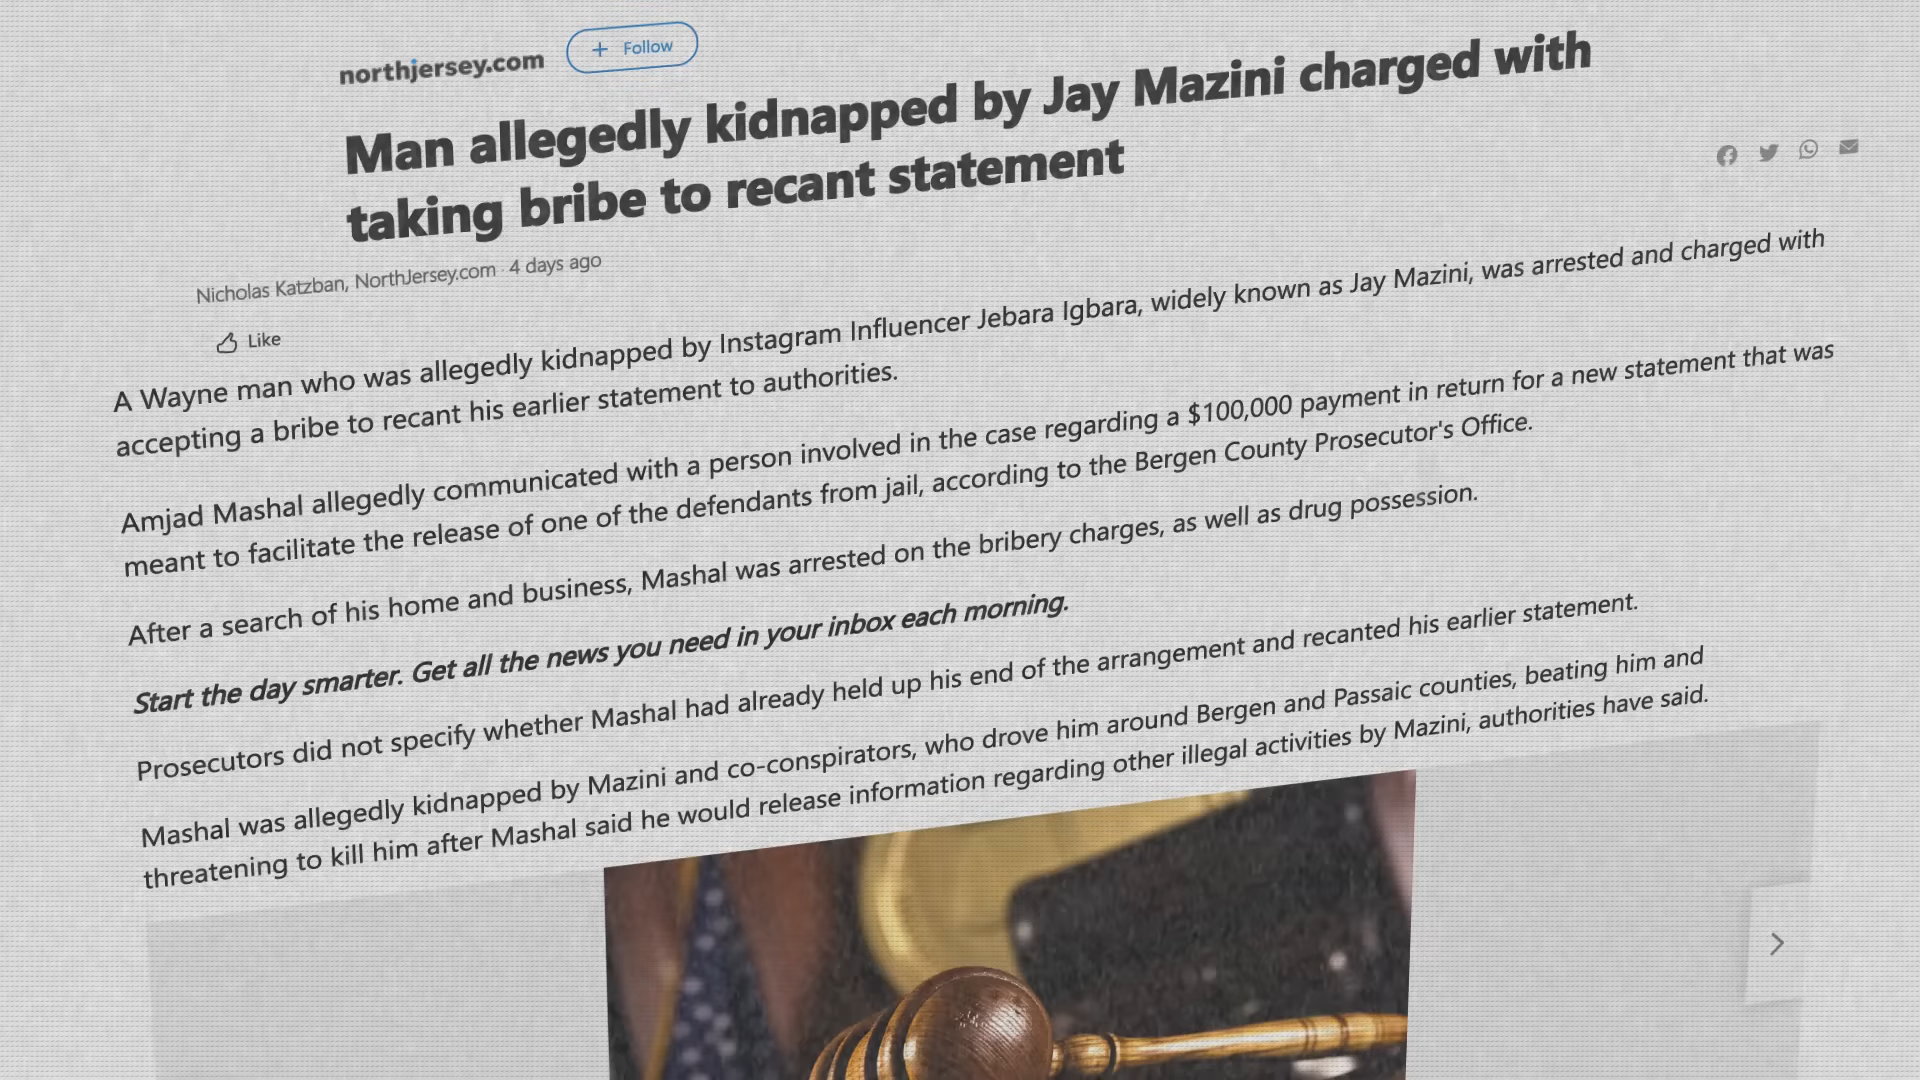 northjersey.com
+ Follow
Man allegedly kidnapped by Jay Mazini charged with
taking bribe to recant statement
Nicholas Katzban, NorthJersey.com · 4 days ago
Like
A Wayne man who was allegedly kidnapped by Instagram Influencer Jebara Igbara, widely known as Jay Mazini, was arrested and charged with
accepting a bribe to recant his earlier statement to authorities.
Amjad Mashal allegedly communicated with a person involved in the case regarding a $100,000 payment in return for a new statement that was
meant to facilitate the release of one of the defendants from jail, according to the Bergen County Prosecutor's Office.
After a search of his home and business, Mashal was arrested on the bribery charges, as well as drug possession.
Start the day smarter. Get all the news you need in your inbox each morning.
Prosecutors did not specify whether Mashal had already held up his end of the arrangement and recanted his earlier statement.
Mashal was allegedly kidnapped by Mazini and co-conspirators, who drove him around Bergen and Passaic counties, beating him and
threatening to kill him after Mashal said he would release information regarding other illegal activities by Mazini, authorities have said.